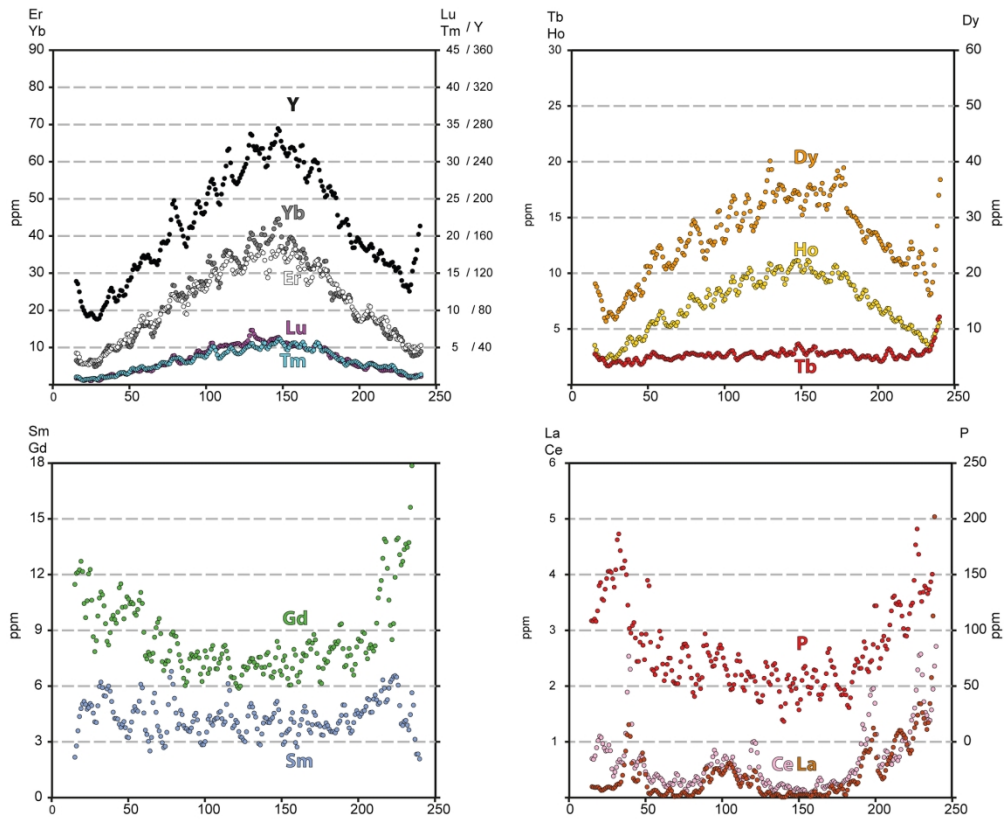 Er
Yb
Lu
Tm / Y
90
80
70
60
50
40
30
20
10
ppm
45 / 360
40 / 320
35 / 280
30 / 240
25 / 200
20 / 160
15 / 120
10 / 80
5 / 40
ppm
Y
Yb
Er
Lu
Tm
0 50 100 150 200 250
Tb
Ho
Dy
30
25
20
15
10
5
ppm
60
50
40
30
20
10
ppm
Dy
Ho
Tb
0 50 100 150 200 250
Sm
Gd
18
15
12
9
6
3
0
ppm
Gd
Sm
0 50 100 150 200 250
La
Ce
P
6
5
4
3
2
1
ppm
250
200
150
100
50
0
ppm
P
Ce La
0 50 100 150 200 250